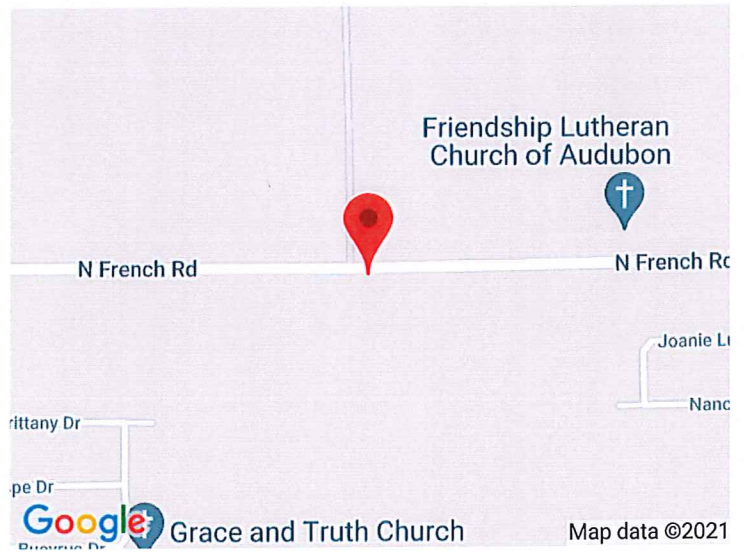 Friendship Lutheran
Church of Audubon
N French Rd
N French Rd
Joanie L
Nanc
rittany Dr
pe Dr
Google
Grace and Truth Church
Map data ©2021